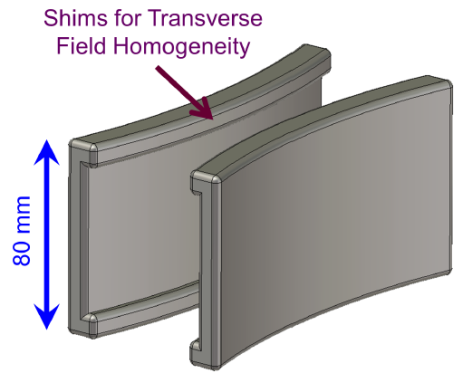 Shims for Transverse
Field Homogeneity
80 mm